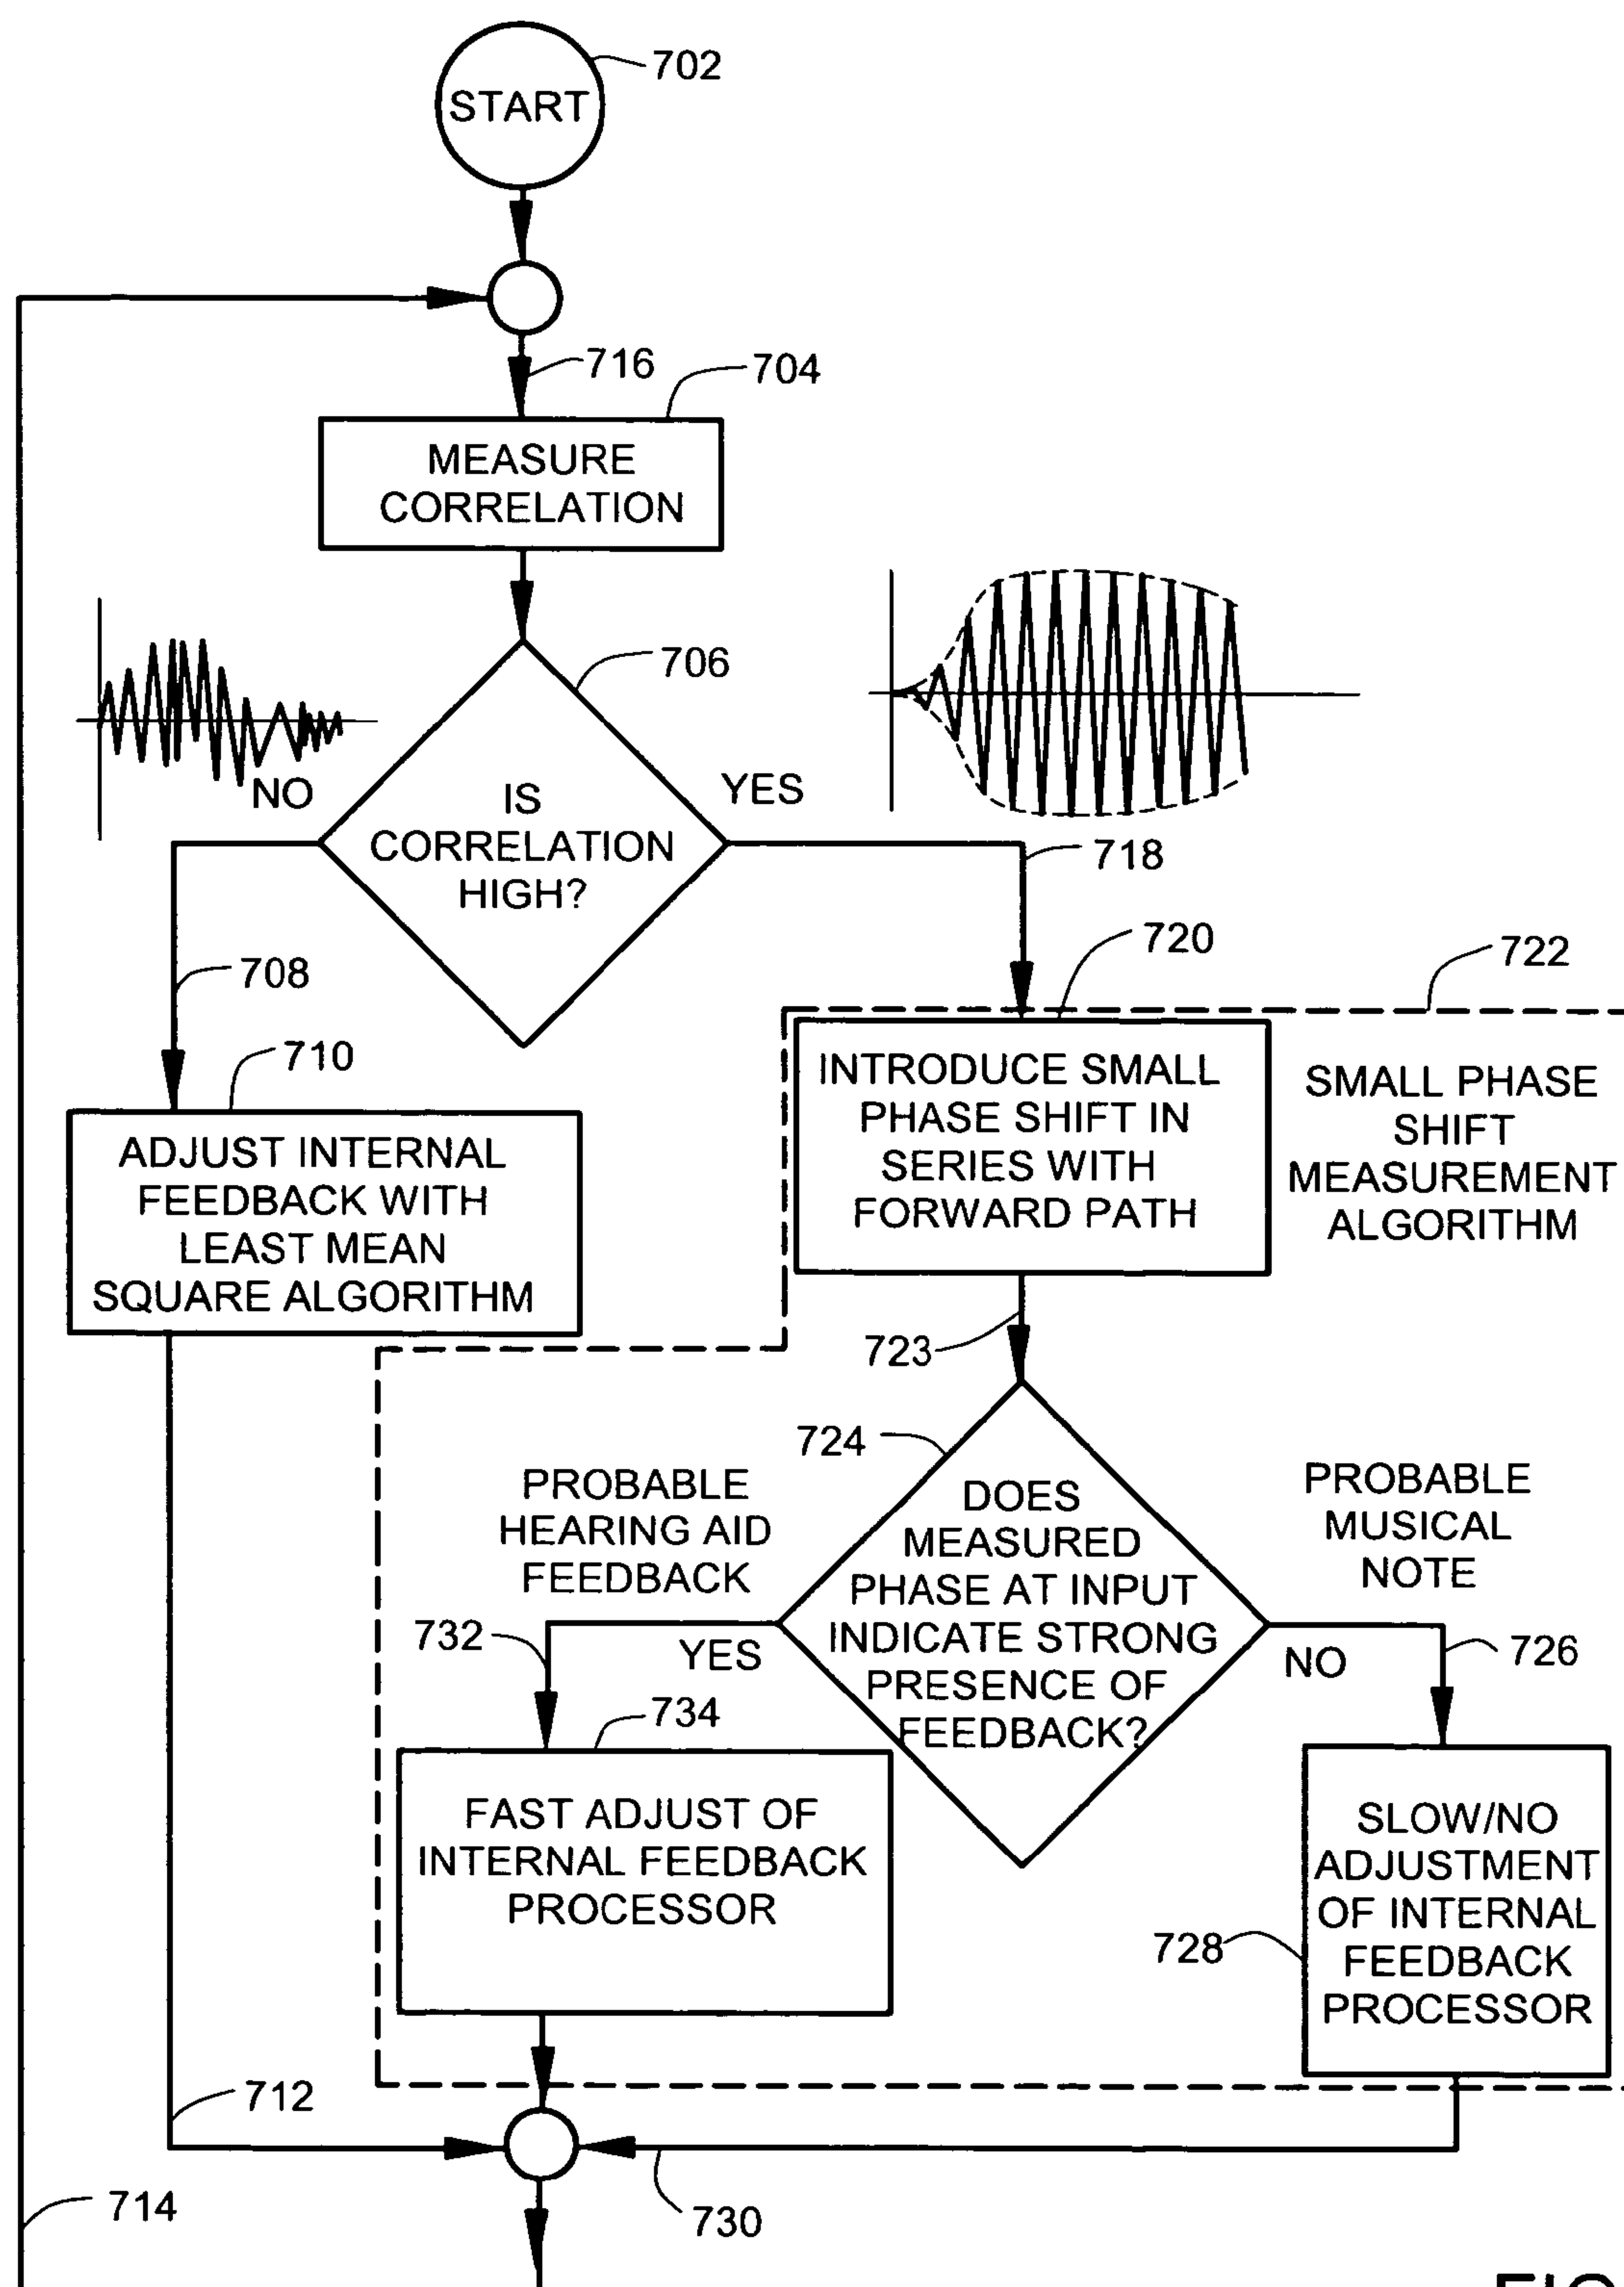 702
START
716
704
MEASURE
CORRELATION
706
NO
YES
IS
CORRELATION
HIGH?
718
708
720
722
710
ADJUST INTERNAL
FEEDBACK WITH
LEAST MEAN
SQUARE ALGORITHM
INTRODUCE SMALL
PHASE SHIFT IN
SERIES WITH
FORWARD PATH
SMALL PHASE
SHIFT
MEASUREMENT
ALGORITHM
723
724
PROBABLE
HEARING AID
FEEDBACK
DOES
MEASURED
PHASE AT INPUT
INDICATE STRONG
PRESENCE OF
FEEDBACK?
PROBABLE
MUSICAL
NOTE
732
YES
NO
726
734
FAST ADJUST OF
INTERNAL FEEDBACK
PROCESSOR
SLOW/NO
ADJUSTMENT
OF INTERNAL
FEEDBACK
PROCESSOR
728
712
714
730